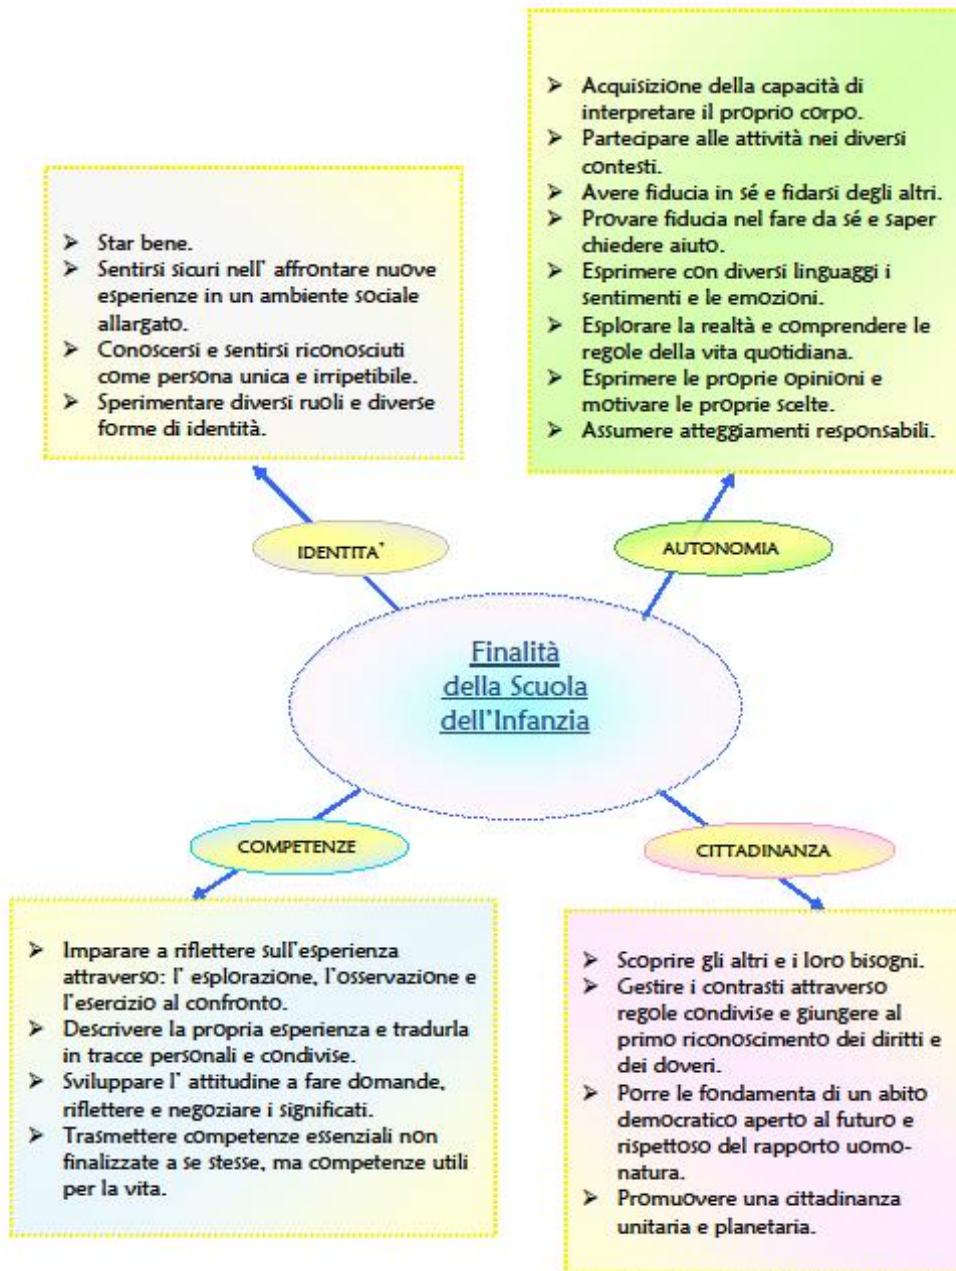 ➢ Star bene.
➢ Sentirsi sicuri nell' affrontare nuove
esperienze in un ambiente sociale
allargato.
➢ Conoscersi e sentirsi riconosciuti
come persona unica e irripetibile.
➢ Sperimentare diversi ruoli e diverse
forme di identità.
➢ Acquisizione della capacità di
interpretare il proprio corpo.
➢ Partecipare alle attività nei diversi
contesti.
➢ Avere fiducia in sé e fidarsi degli altri.
➢ Provare fiducia nel fare da sé e saper
chiedere aiuto.
➢ Esprimere con diversi linguaggi i
sentimenti e le emozioni.
➢ Esplorare la realtà e comprendere le
regole della vita quotidiana.
➢ Esprimere le proprie opinioni e
motivare le proprie scelte.
➢ Assumere atteggiamenti responsabili.
IDENTITA'
AUTONOMIA
Finalità
della Scuola
dell'Infanzia
COMPETENZE
CITTADINANZA
➢ Imparare a riflettere sull'esperienza
attraverso: l' esplorazione, l'osservazione e
l'esercizio al confronto.
➢ Descrivere la propria esperienza e tradurla
in tracce personali e condivise.
➢ Sviluppare l' attitudine a fare domande,
riflettere e negoziare i significati.
➢ Trasmettere competenze essenziali non
finalizzate a se stesse, ma competenze utili
per la vita.
➢ Scoprire gli altri e i loro bisogni.
➢ Gestire i contrasti attraverso
regole condivise e giungere al
primo riconoscimento dei diritti e
dei doveri.
➢ Porre le fondamenta di un abito
democratico aperto al futuro e
rispettoso del rapporto uomo-
natura.
➢ Promuovere una cittadinanza
unitaria e planetaria.